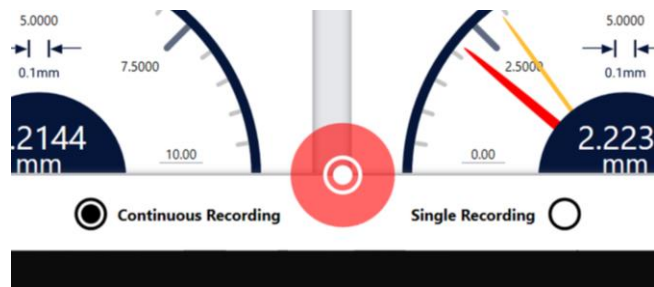 5.0000
0.1mm
7.5000
10.00
.2144
mm
5.0000
0.1mm
2.5000
0.00
2.223
mm
Continuous Recording
Single Recording